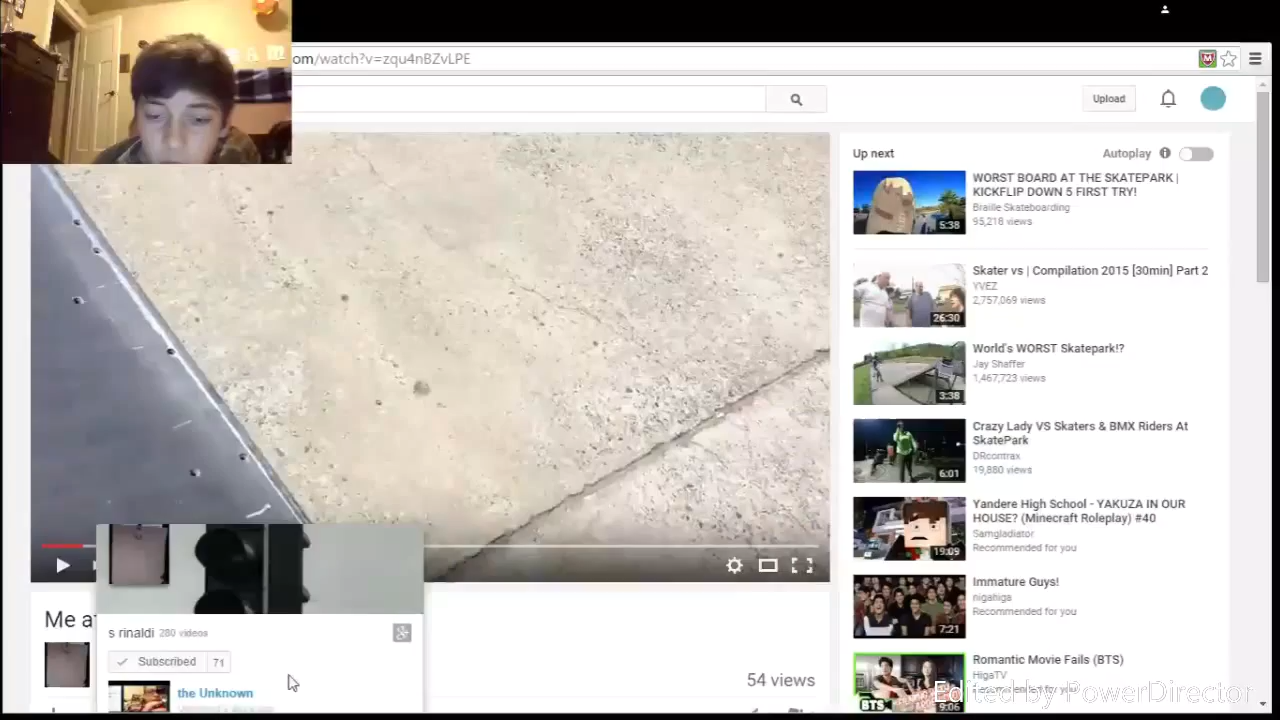 om/watch?v=zqu4nBZvLPE
Upload
Up next
Autoplay
WORST BOARD AT THE SKATEPARK |
KICKFLIP DOWN 5 FIRST TRY!
Braille Skateboarding
95,218 views
5:38
Skater vs | Compilation 2015 [30min] Part 2
YVEZ
2,757,069 views
26:30
World's WORST Skatepark!?
Jay Shaffer
1,467,723 views
3:38
Crazy Lady VS Skaters & BMX Riders At
SkatePark
DRcontrax
19,880 views
6:01
Yandere High School - YAKUZA IN OUR
HOUSE? (Minecraft Roleplay) #40
Samgladiator
Recommended for you
19:09
Immature Guys!
nigahiga
Recommended for you
7:21
Romantic Movie Fails (BTS)
HigaTV
BTS
9:06
Me a
s rinaldi 280 videos
Subscribed 71
the Unknown
54 views
Edited by PowerDirector